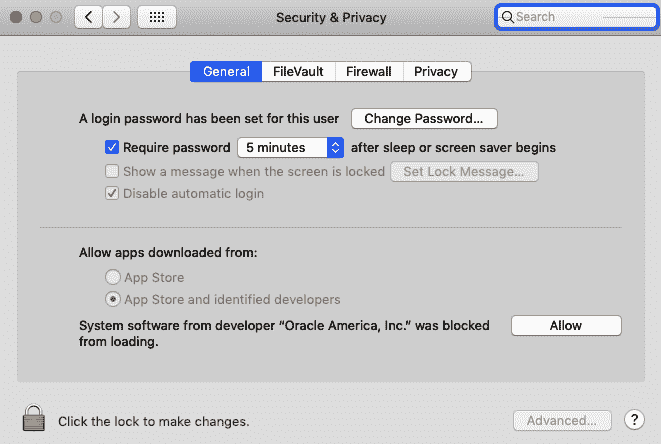 Security & Privacy
Search
General
FileVault
Firewall
Privacy
A login password has been set for this user
Change Password...
Require password
5 minutes
after sleep or screen saver begins
Show a message when the screen is locked
Set Lock Message...
Disable automatic login
Allow apps downloaded from:
App Store
App Store and identified developers
System software from developer “Oracle America, Inc.” was blocked
from loading.
Allow
Click the lock to make changes.
Advanced...
?